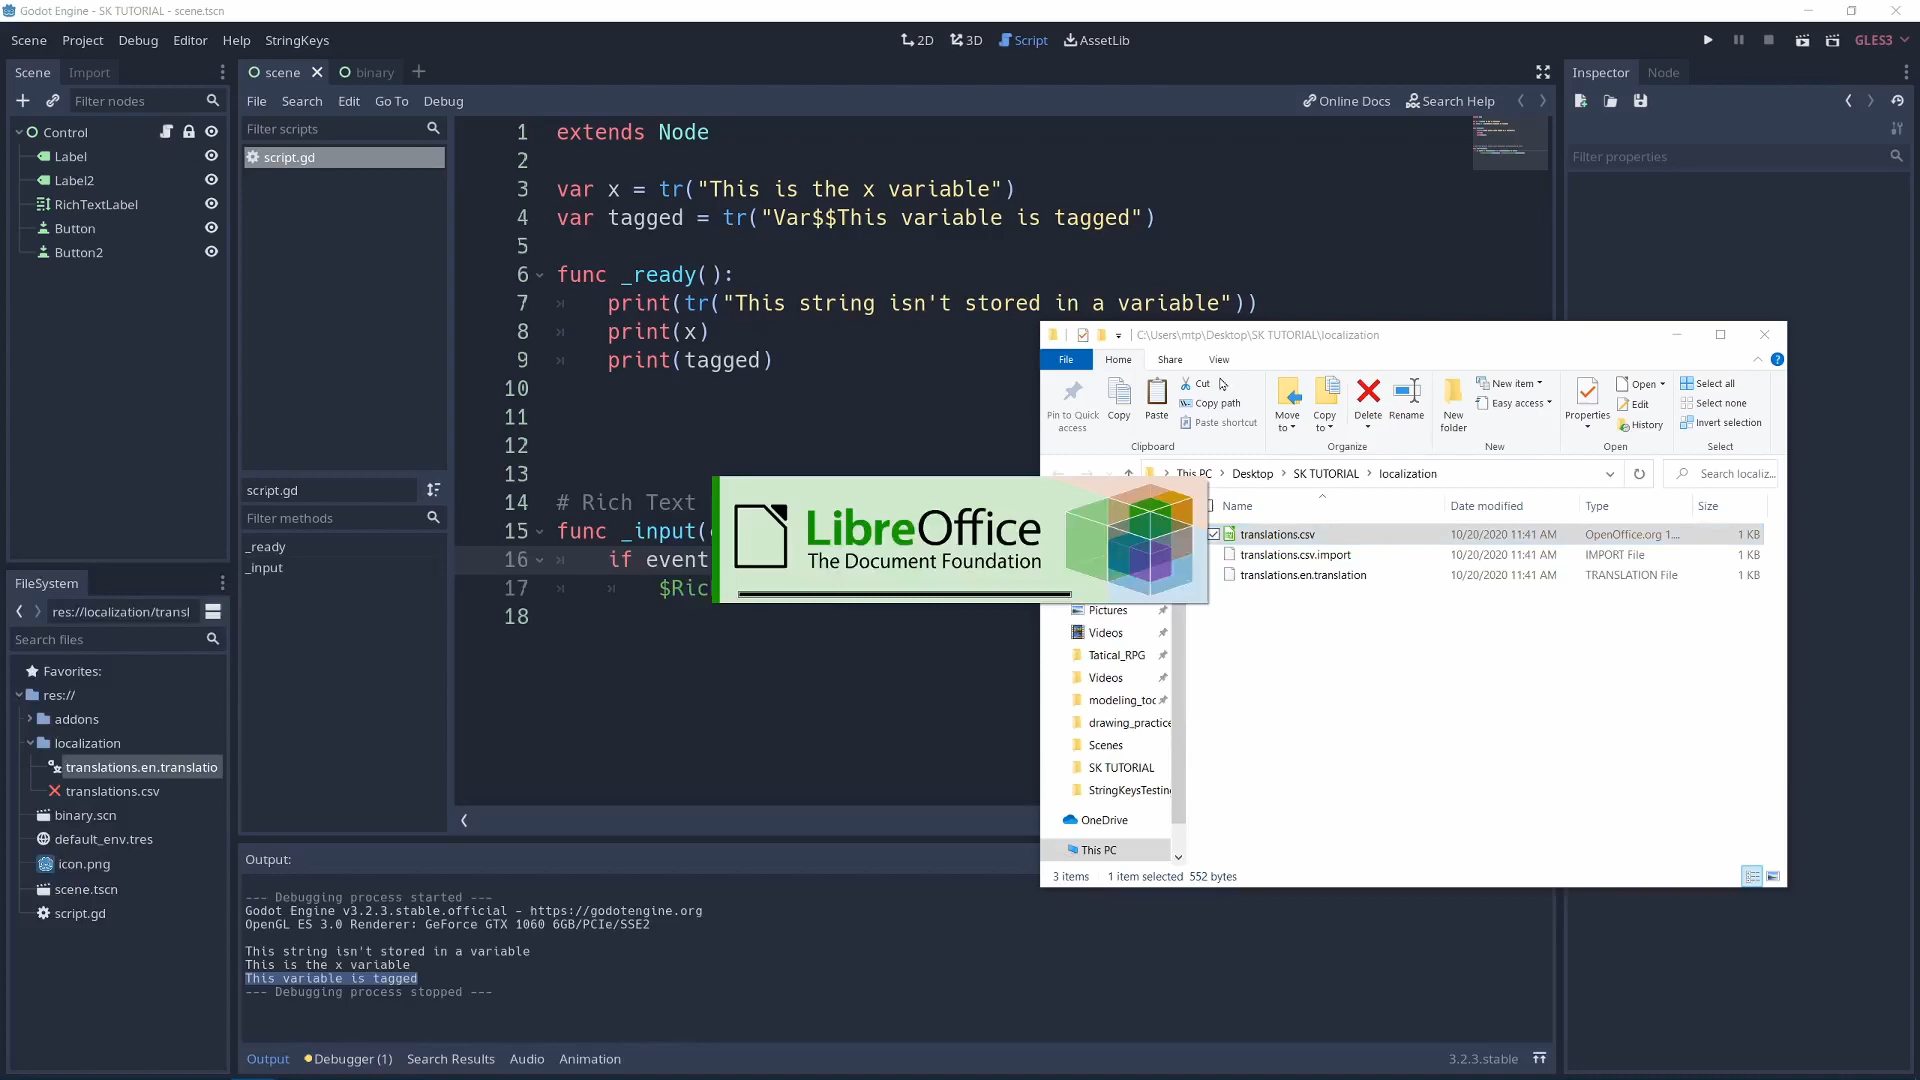 Godot Engine - SK TUTORIAL - scene.tscn
Scene Project Debug Editor Help StringKeys
2D 3D Script AssetLib
GLES3
Scene Import
Filter nodes
Control
Label
Label2
RichTextLabel
Button
Button2
scene binary
File Search Edit Go To Debug
Online Docs Search Help
Filter scripts
script.gd
script.gd
Filter methods
_ready
_input
1 extends Node
2
3 var x = tr("This is the x variable")
4 var tagged = tr("Var$$This variable is tagged")
5
6 func _ready():
7 print(tr("This string isn't stored in a variable"))
8 print(x)
9 print(tagged)
10
11
12
13
14 # Rich Text
15 func _input(
16 if event
17 $Ric
18
Inspector Node
Filter properties
FileSystem
res://localization/transl
Search files
Favorites:
res://
addons
localization
translations.en.translatio
translations.csv
binary.scn
default_env.tres
icon.png
scene.tscn
script.gd
Output:
--- Debugging process started ---
Godot Engine v3.2.3.stable.official - https://godotengine.org
OpenGL ES 3.0 Renderer: GeForce GTX 1060 6GB/PCIe/SSE2
This string isn't stored in a variable
This is the x variable
This variable is tagged
--- Debugging process stopped ---
Output Debugger (1) Search Results Audio Animation
3.2.3.stable
LibreOffice
The Document Foundation
C:\Users\mtp\Desktop\SK TUTORIAL\localization
File Home Share View
Pin to Quick access
Copy
Paste
Cut
Copy path
Paste shortcut
Clipboard
Move to
Copy to
Delete
Rename
Organize
New folder
New item
Easy access
New
Properties
Open
Edit
History
Open
Select all
Select none
Invert selection
Select
This PC Desktop SK TUTORIAL localization
Search localiz...
Name Date modified Type Size
translations.csv 10/20/2020 11:41 AM OpenOffice.org 1.... 1 KB
translations.csv.import 10/20/2020 11:41 AM IMPORT File 1 KB
translations.en.translation 10/20/2020 11:41 AM TRANSLATION File 1 KB
Pictures
Videos
Tatical_RPG
Videos
modeling_toc
drawing_practice
Scenes
SK TUTORIAL
StringKeysTesting
OneDrive
This PC
3 items 1 item selected 552 bytes